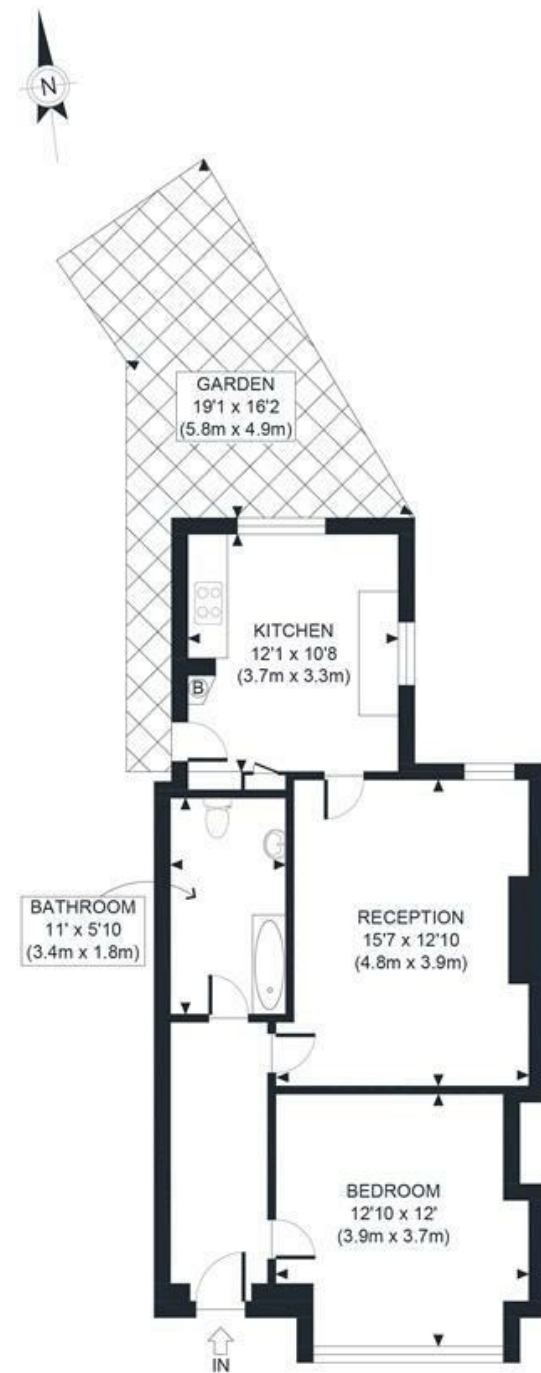 N
GARDEN
19'1 x 16'2
(5.8m x 4.9m)
KITCHEN
12'1 x 10'8
(3.7m x 3.3m)
B
BATHROOM
11' x 5'10
(3.4m x 1.8m)
RECEPTION
15'7 x 12'10
(4.8m x 3.9m)
BEDROOM
12'10 x 12'
(3.9m x 3.7m)
IN